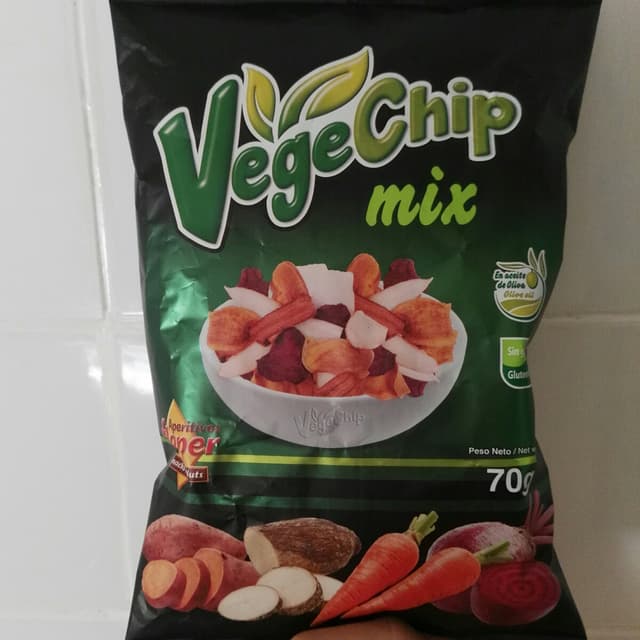 VegeChip
mix
En aceite
de Oliva
Olive oil
Sin
Gluten
VegeChip
Aperitivos
Peso Neto / Net
70g